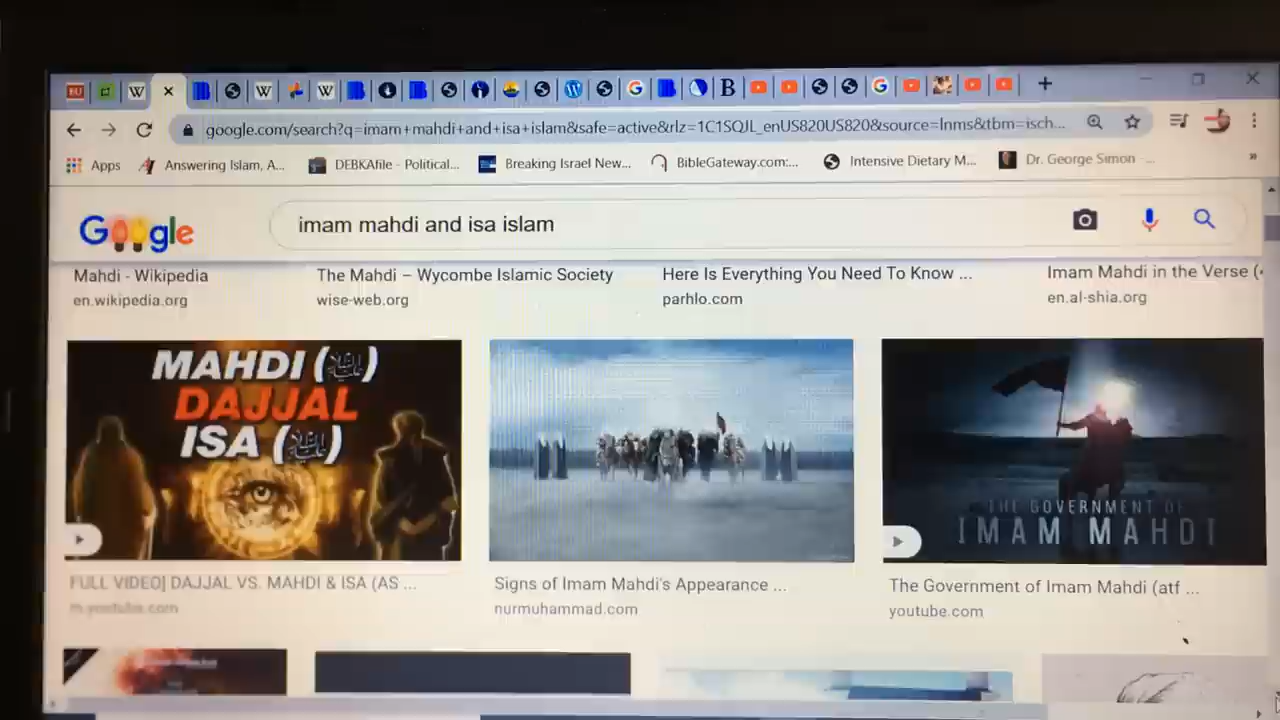 google.com/search?q=imam+mahdi+and+isa+islam&safe=active&rlz=1C1SQJL_enUS820US820&source=lnms&tbm=isch...
Apps
Answering Islam, A...
DEBKAfile - Political...
Breaking Israel New...
BibleGateway.com:...
Intensive Dietary M...
Dr. George Simon -...
Google
imam mahdi and isa islam
Mahdi - Wikipedia
en.wikipedia.org
The Mahdi – Wycombe Islamic Society
wise-web.org
Here Is Everything You Need To Know ...
parhlo.com
Imam Mahdi in the Verse (
en.al-shia.org
MAHDI (
DAJJAL
ISA (
FULL VIDEO] DAJJAL VS. MAHDI & ISA (AS ...
m.youtube.com
Signs of Imam Mahdi's Appearance ...
nurmuhammad.com
THE GOVERNMENT OF
IMAM MAHDI
The Government of Imam Mahdi (atf ...
youtube.com